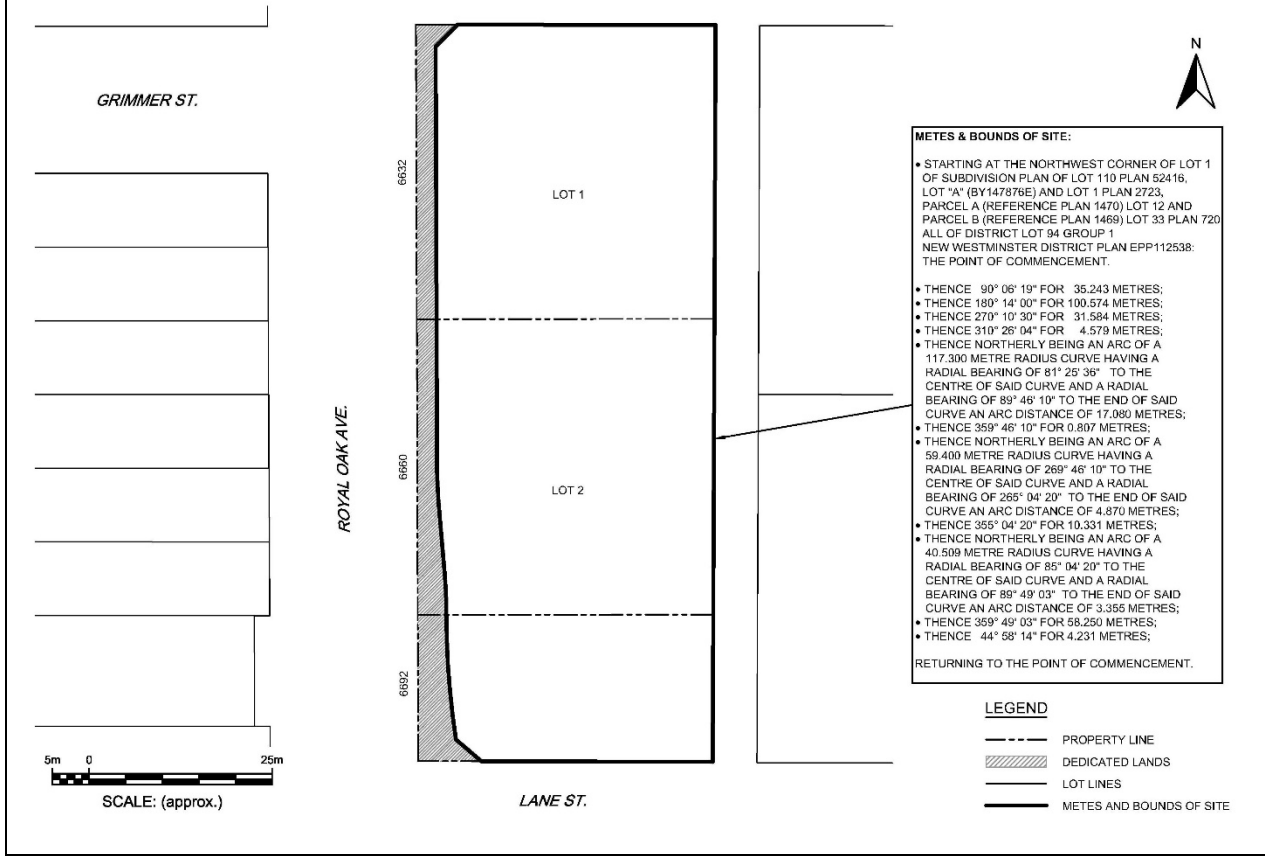 GRIMMER ST.
N
6632
LOT 1
METES & BOUNDS OF SITE:
• STARTING AT THE NORTHWEST CORNER OF LOT 1
OF SUBDIVISION PLAN OF LOT 110 PLAN 52416,
LOT "A" (BY147876E) AND LOT 1 PLAN 2723,
PARCEL A (REFERENCE PLAN 1470) LOT 12 AND
PARCEL B (REFERENCE PLAN 1469) LOT 33 PLAN 720
ALL OF DISTRICT LOT 94 GROUP 1
NEW WESTMINSTER DISTRICT PLAN EPP112538:
THE POINT OF COMMENCEMENT.
• THENCE 90° 06' 19" FOR 35.243 METRES;
• THENCE 180° 14' 00" FOR 100.574 METRES;
• THENCE 270° 10' 30" FOR 31.584 METRES;
• THENCE 310° 26' 04" FOR 4.579 METRES;
• THENCE NORTHERLY BEING AN ARC OF A
117.300 METRE RADIUS CURVE HAVING A
RADIAL BEARING OF 81° 25' 36" TO THE
CENTRE OF SAID CURVE AND A RADIAL
BEARING OF 89° 46' 10" TO THE END OF SAID
CURVE AN ARC DISTANCE OF 17.080 METRES;
• THENCE 359° 46' 10" FOR 0.807 METRES;
• THENCE NORTHERLY BEING AN ARC OF A
59.400 METRE RADIUS CURVE HAVING A
RADIAL BEARING OF 269° 46' 10" TO THE
CENTRE OF SAID CURVE AND A RADIAL
BEARING OF 265° 04' 20" TO THE END OF SAID
CURVE AN ARC DISTANCE OF 4.870 METRES;
• THENCE 355° 04' 20" FOR 10.331 METRES;
• THENCE NORTHERLY BEING AN ARC OF A
40.509 METRE RADIUS CURVE HAVING A
RADIAL BEARING OF 85° 04' 20" TO THE
CENTRE OF SAID CURVE AND A RADIAL
BEARING OF 89° 49' 03" TO THE END OF SAID
CURVE AN ARC DISTANCE OF 3.355 METRES;
• THENCE 359° 49' 03" FOR 58.250 METRES;
• THENCE 44° 58' 14" FOR 4.231 METRES;
RETURNING TO THE POINT OF COMMENCEMENT.
ROYAL OAK AVE.
6660
LOT 2
6692
5m 0 25m
SCALE: (approx.)
LANE ST.
LEGEND
PROPERTY LINE
DEDICATED LANDS
LOT LINES
METES AND BOUNDS OF SITE